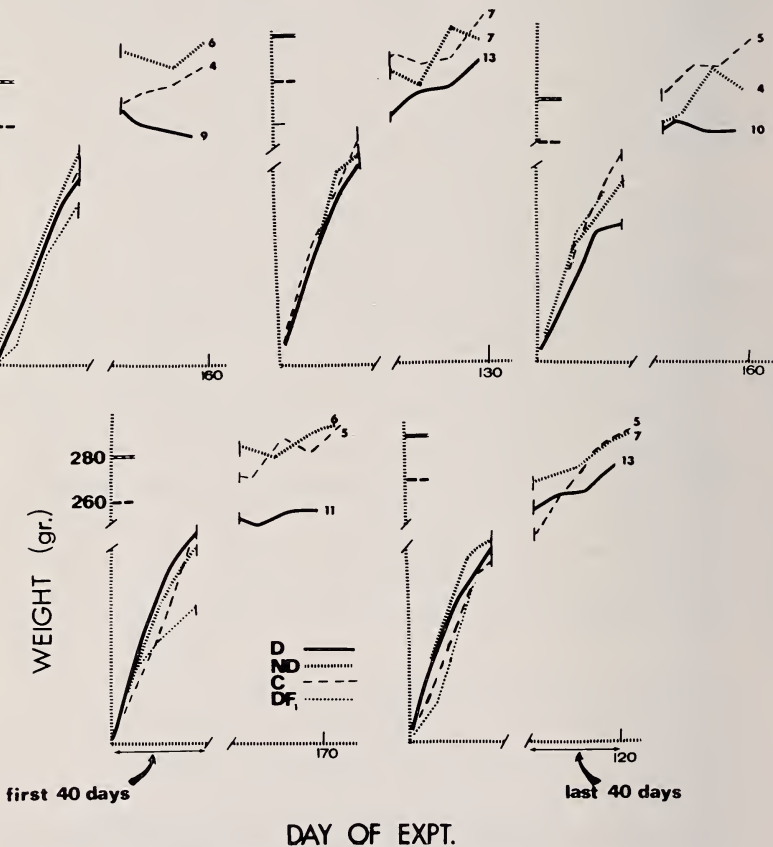 6
4
9
160
7
7
13
130
5
4
10
160
280
260
WEIGHT (gr.)
6
5
11
170
D
ND
C
DF₁
5
7
13
120
first 40 days
last 40 days
DAY OF EXPT.